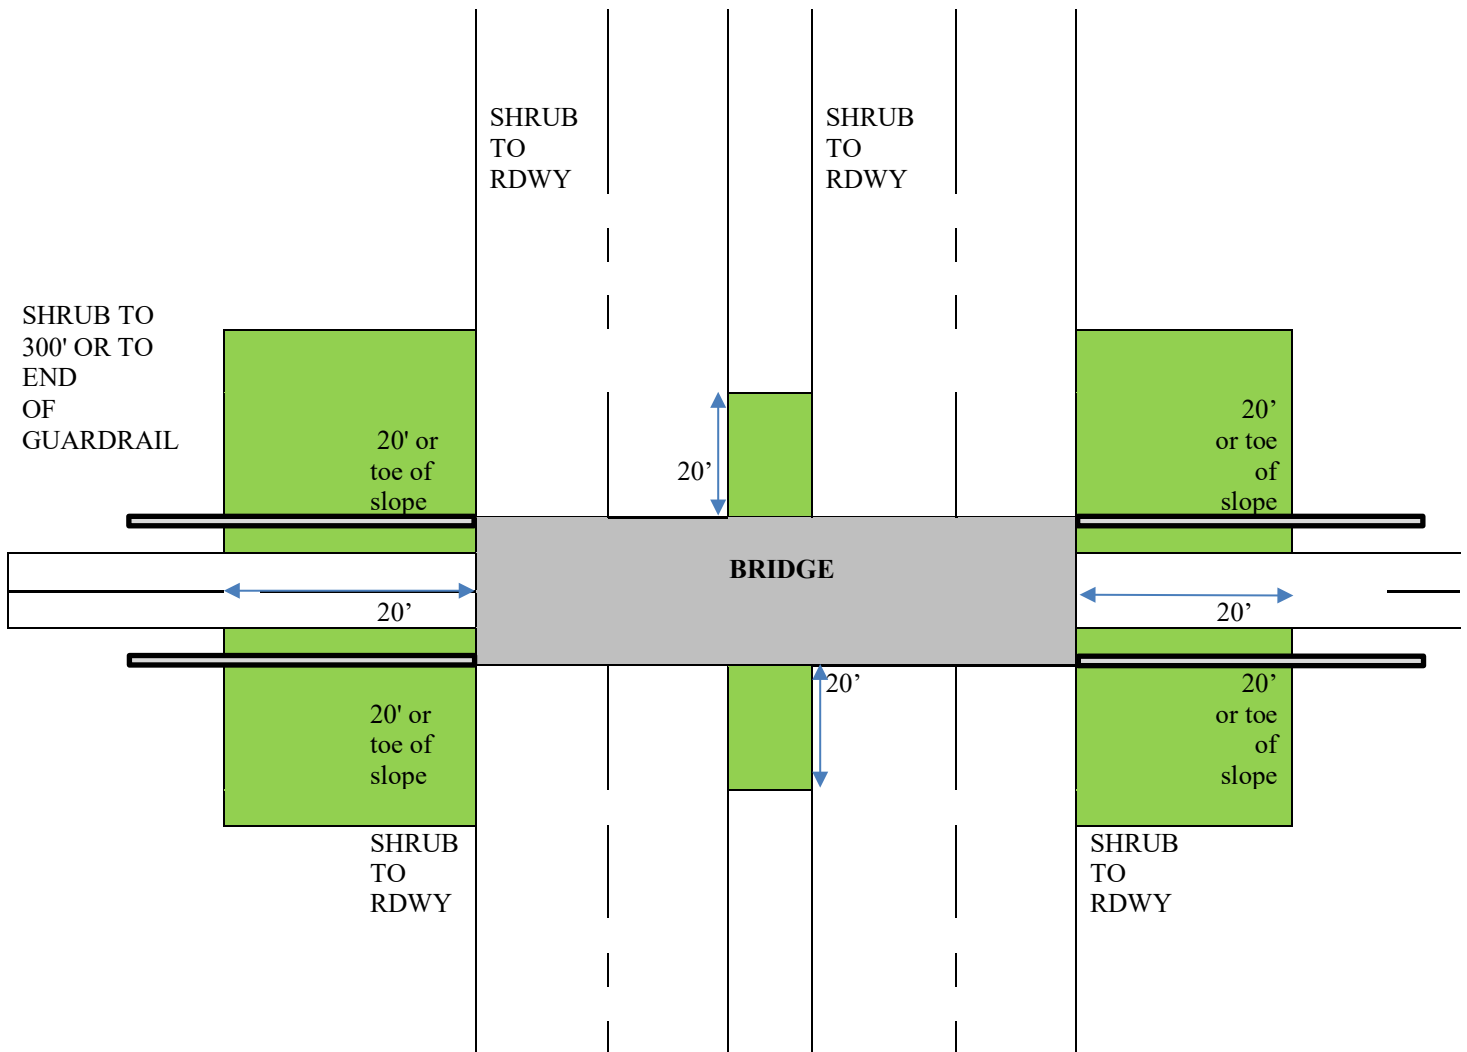 SHRUB
TO
RDWY
SHRUB
TO
RDWY
SHRUB TO
300' OR TO
END
OF
GUARDRAIL
20' or
toe of
slope
20’
20’
or toe
of
slope
BRIDGE
20’
20’
20' or
toe of
slope
20’
20’
or toe
of
slope
SHRUB
TO
RDWY
SHRUB
TO
RDWY